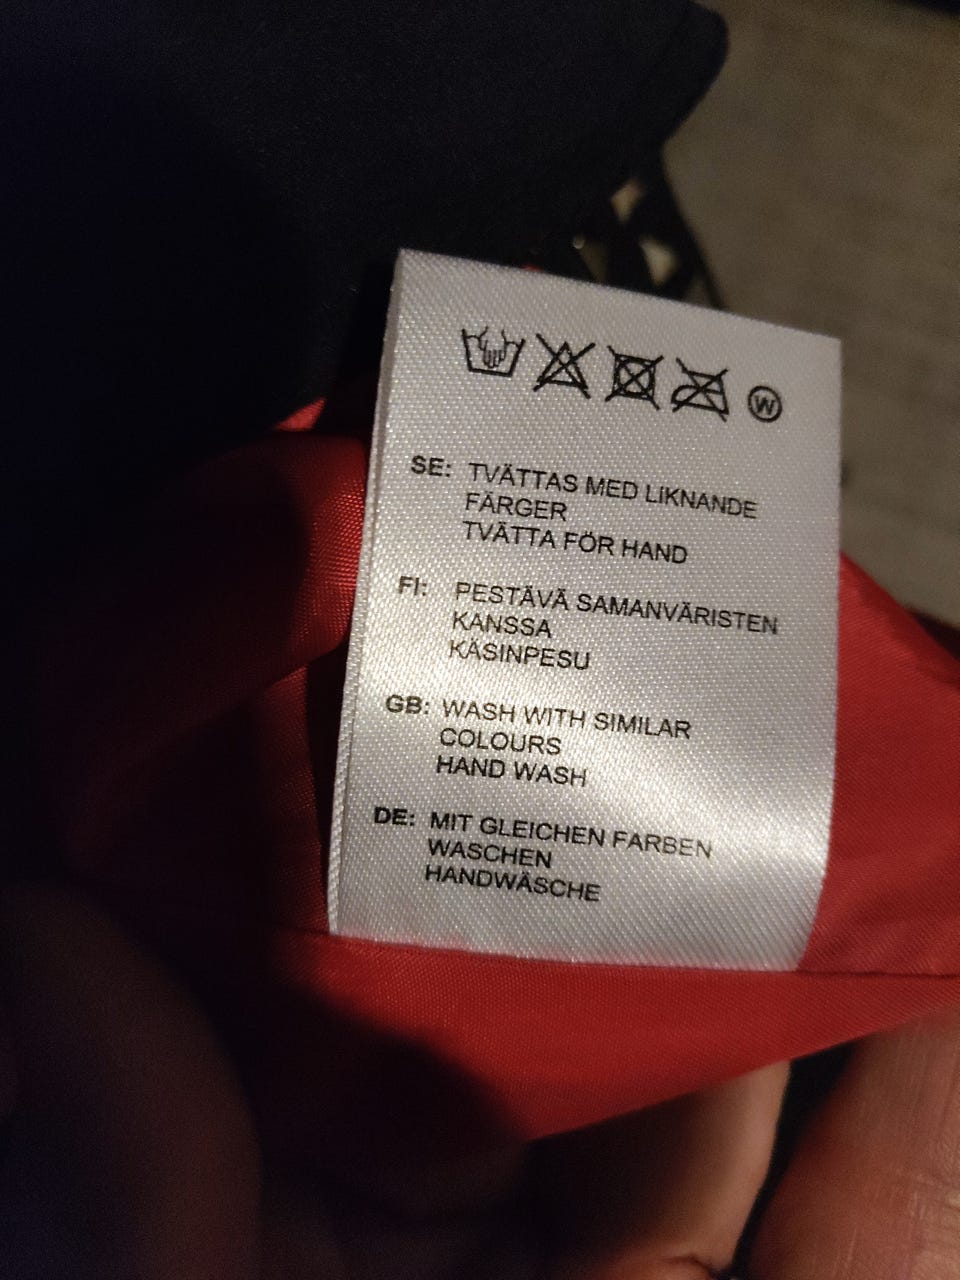 W
SE: TVÄTTAS MED LIKNANDE
FÄRGER
TVÄTTA FÖR HAND
FI: PESTÄVÄ SAMANVÄRISTEN
KANSSA
KÄSINPESU
GB: WASH WITH SIMILAR
COLOURS
HAND WASH
DE: MIT GLEICHEN FARBEN
WASCHEN
HANDWÄSCHE